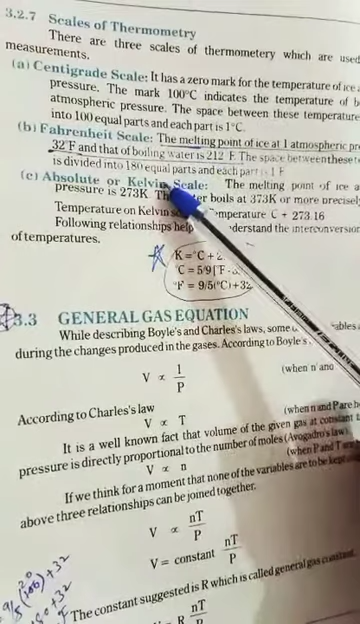 3.2.7 Scales of Thermometry
There are three scales of thermometery which are used
measurements.
(a) Centigrade Scale: It has a zero mark for the temperature of ice
pressure. The mark 100°C indicates the temperature of b
atmospheric pressure. The space between these temperature
into 100 equal parts and each part is 1°C.
(b) Fahrenheit Scale: The melting point of ice at 1 atmospheric pre
32°F and that of boiling water is 212 F. The space between these t
is divided into 180 equal parts and each part is 1 F
(c) Absolute or Kelvin Scale: The melting point of ice a
pressure is 273K. Th er boils at 373K or more precisely
Temperature on Kelvin s emperature C + 273.16
Following relationships help derstand the interconversion
of temperatures.
K = °C + 2
°C = 5/9 [°F -
°F = 9/5(°C)+32
3.3 GENERAL GAS EQUATION
While describing Boyle's and Charles's laws, some ables
during the changes produced in the gases. According to Boyle's
V ∝ 1/P (when n and
According to Charles's law
V ∝ T (when n and P are
It is a well known fact that volume of the given gas at constant
pressure is directly proportional to the number of moles (Avogadro's law).
V ∝ n (when P and T
If we think for a moment that none of the variables are to be kept
above three relationships can be joined together.
V ∝ nT/P
V = constant nT/P
The constant suggested is R which is called general gas constant.
R nT